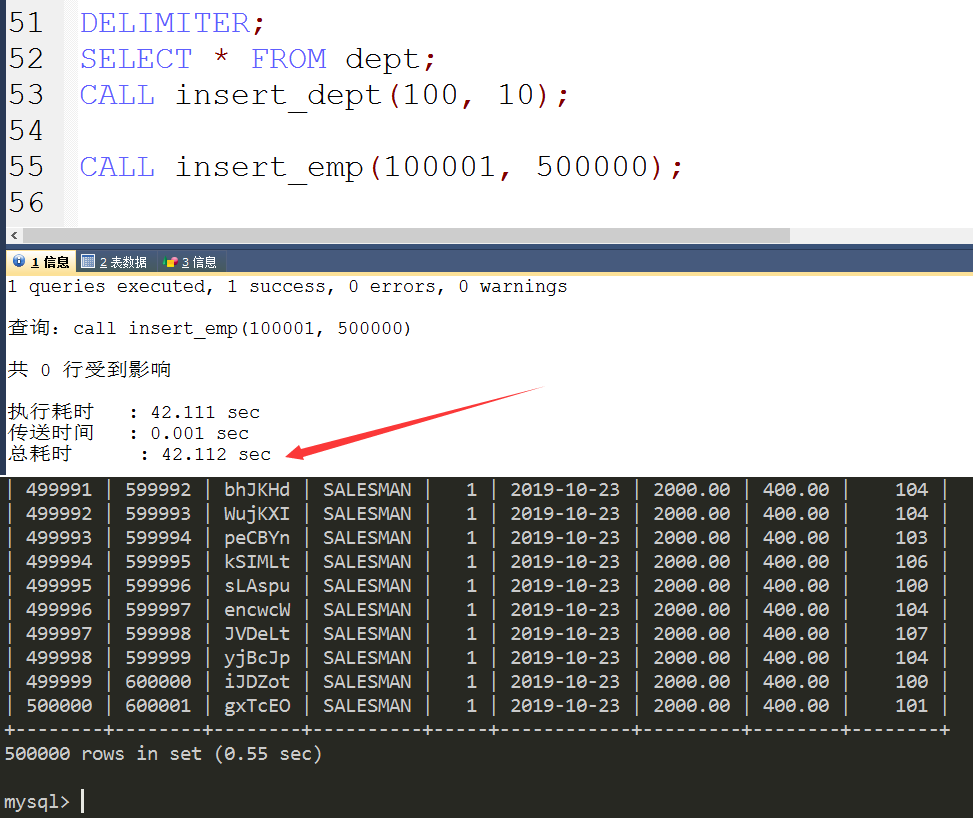 51 DELIMITER;
52 SELECT * FROM dept;
53 CALL insert_dept(100, 10);
54
55 CALL insert_emp(100001, 500000);
56
1 信息 2 表数据 3 信息
1 queries executed, 1 success, 0 errors, 0 warnings
查询：call insert_emp(100001, 500000)
共 0 行受到影响
执行耗时 : 42.111 sec
传送时间 : 0.001 sec
总耗时 : 42.112 sec
| 499991 | 599992 | bhJKHd | SALESMAN | 1 | 2019-10-23 | 2000.00 | 400.00 | 104 |
| 499992 | 599993 | WujKXI | SALESMAN | 1 | 2019-10-23 | 2000.00 | 400.00 | 104 |
| 499993 | 599994 | peCBYn | SALESMAN | 1 | 2019-10-23 | 2000.00 | 400.00 | 103 |
| 499994 | 599995 | kSIMLt | SALESMAN | 1 | 2019-10-23 | 2000.00 | 400.00 | 106 |
| 499995 | 599996 | sLAspu | SALESMAN | 1 | 2019-10-23 | 2000.00 | 400.00 | 100 |
| 499996 | 599997 | encwcW | SALESMAN | 1 | 2019-10-23 | 2000.00 | 400.00 | 104 |
| 499997 | 599998 | JVDeLt | SALESMAN | 1 | 2019-10-23 | 2000.00 | 400.00 | 107 |
| 499998 | 599999 | yjBcJp | SALESMAN | 1 | 2019-10-23 | 2000.00 | 400.00 | 104 |
| 499999 | 600000 | iJDZot | SALESMAN | 1 | 2019-10-23 | 2000.00 | 400.00 | 100 |
| 500000 | 600001 | gxTcEO | SALESMAN | 1 | 2019-10-23 | 2000.00 | 400.00 | 101 |
+--------+--------+--------+----------+-----+------------+---------+--------+--------+
500000 rows in set (0.55 sec)
mysql>